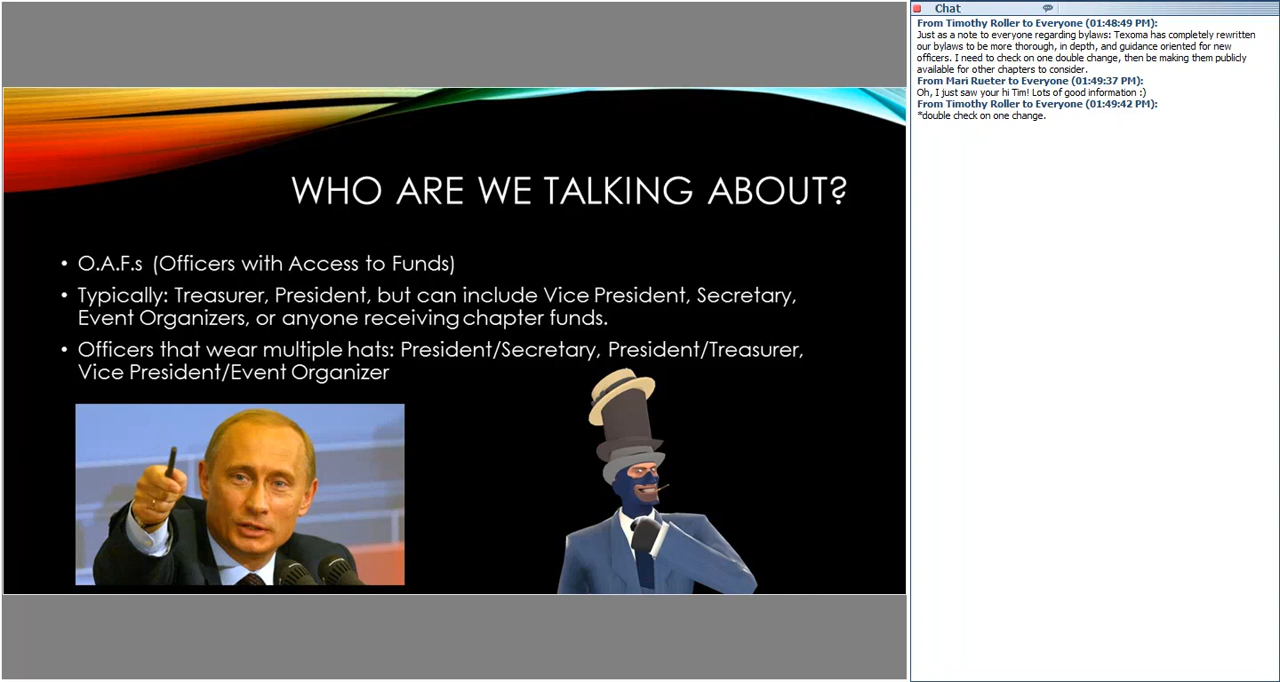 WHO ARE WE TALKING ABOUT?
• O.A.F.s (Officers with Access to Funds)
• Typically: Treasurer, President, but can include Vice President, Secretary,
Event Organizers, or anyone receiving chapter funds.
• Officers that wear multiple hats: President/Secretary, President/Treasurer,
Vice President/Event Organizer
Chat
From Timothy Roller to Everyone (01:48:49 PM):
Just as a note to everyone regarding bylaws: Texoma has completely rewritten
our bylaws to be more thorough, in depth, and guidance oriented for new
officers. I need to check on one double change, then be making them publicly
available for other chapters to consider.
From Mari Rueter to Everyone (01:49:37 PM):
Oh, I just saw your hi Tim! Lots of good information :)
From Timothy Roller to Everyone (01:49:42 PM):
*double check on one change.